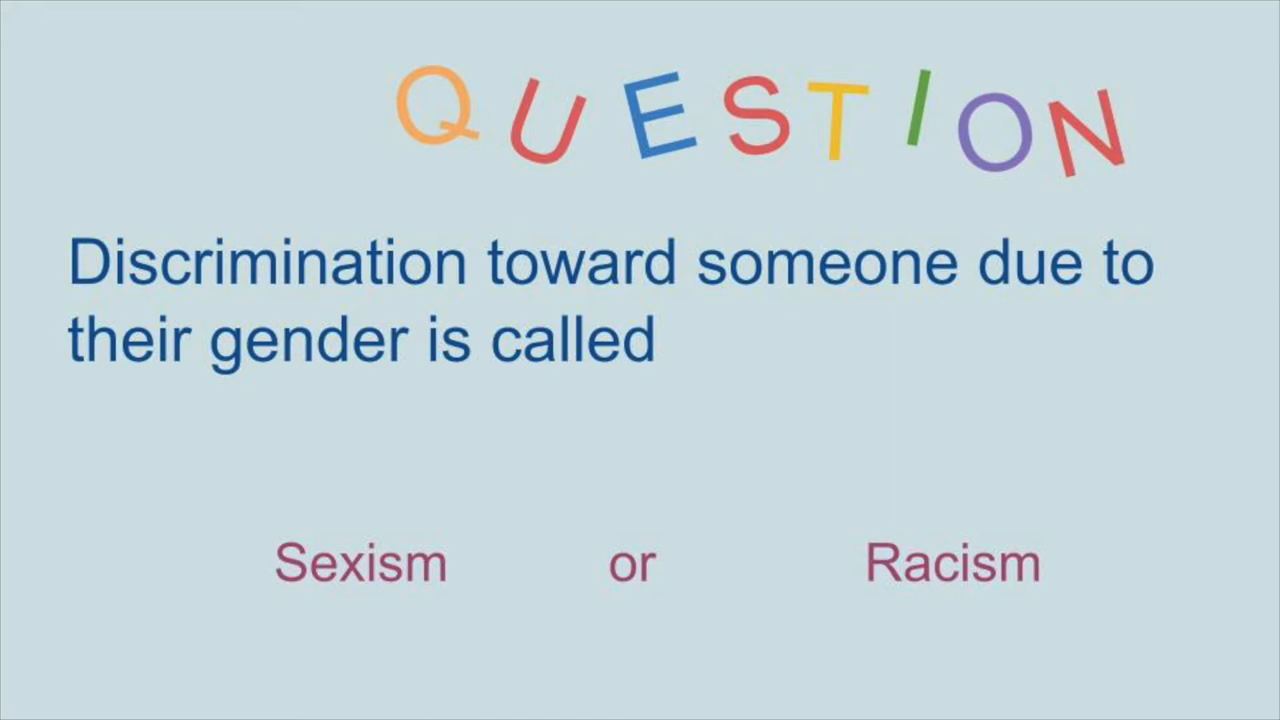 QUESTION
Discrimination toward someone due to
their gender is called
Sexism or Racism